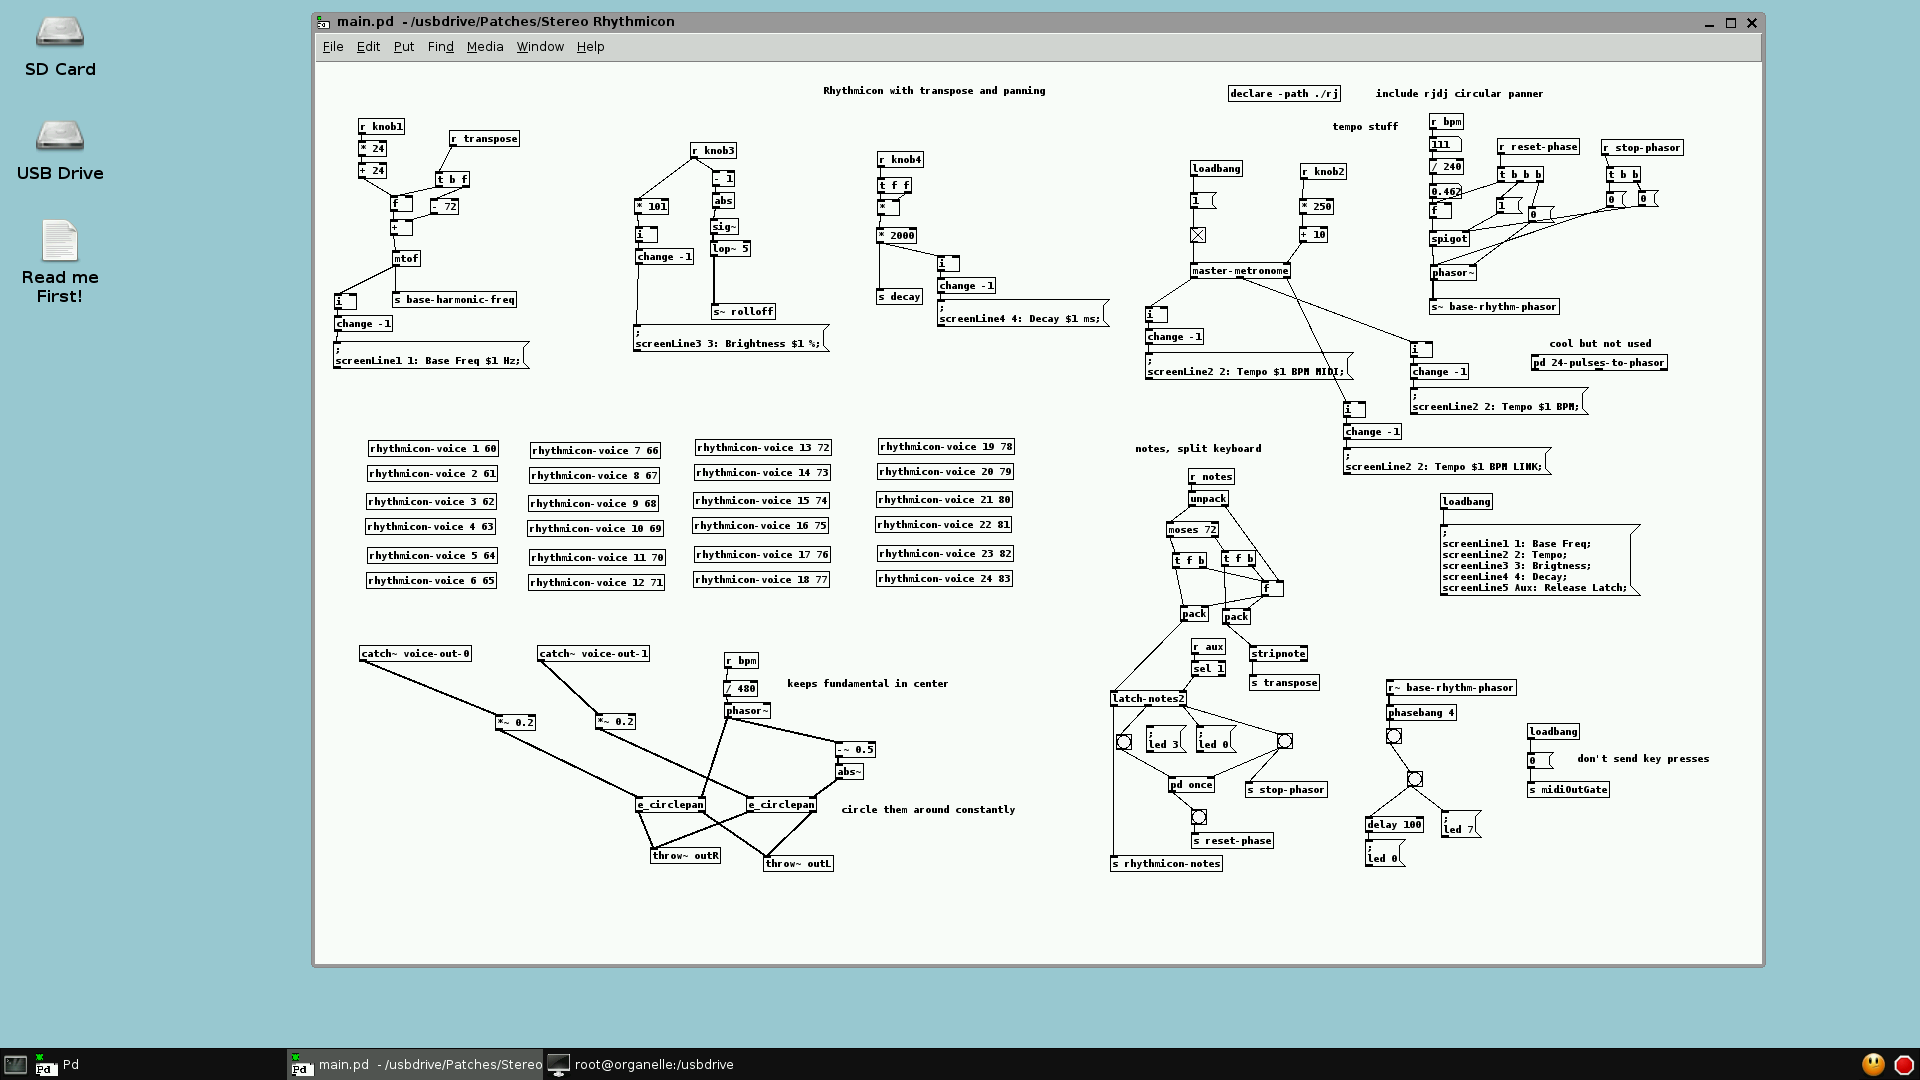 SD Card
USB Drive
Read me
First!
main.pd - /usbdrive/Patches/Stereo Rhythmicon
File Edit Put Find Media Window Help
Rhythmicon with transpose and panning
declare -path ./rj
include rjdj circular panner
r knob1
* 24
+ 24
r transpose
t b f
f
- 72
+
mtof
i
s base-harmonic-freq
change -1
;
screenLine1 1: Base Freq $1 Hz;
r knob3
- 1
* 101
abs
i
sig~
change -1
lop~ 5
s~ rolloff
;
screenLine3 3: Brightness $1 %;
r knob4
t f f
*
* 2000
i
change -1
s decay
;
screenLine4 4: Decay $1 ms;
tempo stuff
loadbang
1
r knob2
* 250
+ 10
master-metronome
i
change -1
;
screenLine2 2: Tempo $1 BPM MIDI;
i
change -1
;
screenLine2 2: Tempo $1 BPM;
i
change -1
;
screenLine2 2: Tempo $1 BPM LINK;
r bpm
111
/ 240
0.462
f
spigot
phasor~
s~ base-rhythm-phasor
r reset-phase
t b b b
1
0
r stop-phasor
t b b
0
0
cool but not used
pd 24-pulses-to-phasor
rhythmicon-voice 1 60
rhythmicon-voice 2 61
rhythmicon-voice 3 62
rhythmicon-voice 4 63
rhythmicon-voice 5 64
rhythmicon-voice 6 65
rhythmicon-voice 7 66
rhythmicon-voice 8 67
rhythmicon-voice 9 68
rhythmicon-voice 10 69
rhythmicon-voice 11 70
rhythmicon-voice 12 71
rhythmicon-voice 13 72
rhythmicon-voice 14 73
rhythmicon-voice 15 74
rhythmicon-voice 16 75
rhythmicon-voice 17 76
rhythmicon-voice 18 77
rhythmicon-voice 19 78
rhythmicon-voice 20 79
rhythmicon-voice 21 80
rhythmicon-voice 22 81
rhythmicon-voice 23 82
rhythmicon-voice 24 83
notes, split keyboard
r notes
unpack
moses 72
t f b
t f b
f
pack
pack
r aux
sel 1
stripnote
s transpose
latch-notes2
;
led 3
;
led 0
pd once
s stop-phasor
s reset-phase
s rhythmicon-notes
loadbang
;
screenLine1 1: Base Freq;
screenLine2 2: Tempo;
screenLine3 3: Brigtness;
screenLine4 4: Decay;
screenLine5 Aux: Release Latch;
catch~ voice-out-0
catch~ voice-out-1
r bpm
/ 480
keeps fundamental in center
phasor~
*~ 0.2
*~ 0.2
-~ 0.5
abs~
e_circlepan
e_circlepan
circle them around constantly
throw~ outR
throw~ outL
r~ base-rhythm-phasor
phasebang 4
delay 100
;
led 7
;
led 0
loadbang
0
don't send key presses
s midiOutGate
Pd
main.pd - /usbdrive/Patches/Stereo
root@organelle:/usbdrive